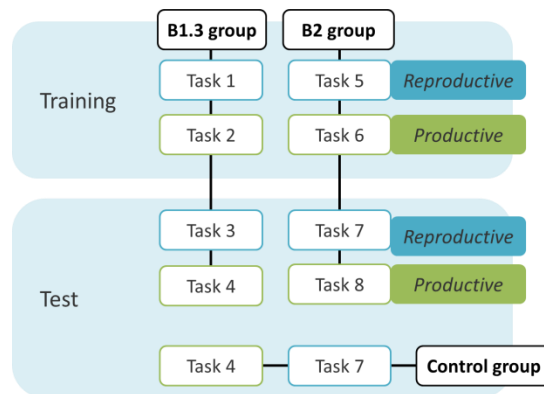 B1.3 group B2 group
Training
Task 1 Task 5 Reproductive
Task 2 Task 6 Productive
Test
Task 3 Task 7 Reproductive
Task 4 Task 8 Productive
Task 4 Task 7 Control group